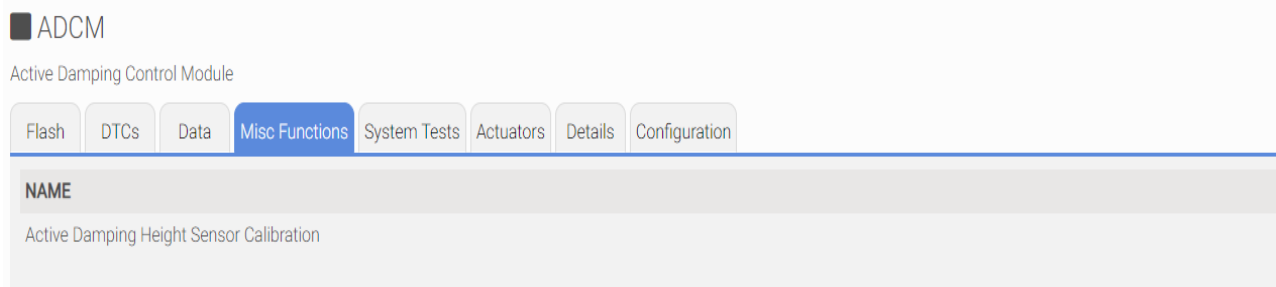 ADCM
Active Damping Control Module
Flash DTCs Data Misc Functions System Tests Actuators Details Configuration
NAME
Active Damping Height Sensor Calibration